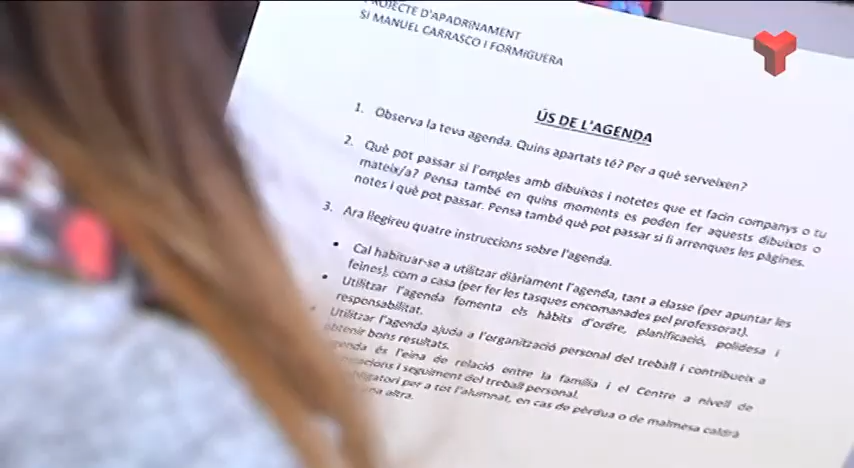 PROJECTE D'APADRINAMENT
SI MANUEL CARRASCO I FORMIGUERA
ÚS DE L'AGENDA
1. Observa la teva agenda. Quins apartats té? Per a què serveixen?
2. Què pot passar si l'omples amb dibuixos i notetes que et facin companys o tu
mateix/a? Pensa també en quins moments es poden fer aquests dibuixos o
notes i què pot passar. Pensa també què pot passar si li arrenques les pàgines.
3. Ara llegireu quatre instruccions sobre l'agenda.
• Cal habituar-se a utilitzar diàriament l'agenda, tant a classe (per apuntar les
feines), com a casa (per fer les tasques encomanades pel professorat).
• Utilitzar l'agenda fomenta els hàbits d'ordre, planificació, polidesa i
responsabilitat.
• Utilitzar l'agenda ajuda a l'organització personal del treball i contribueix a
obtenir bons resultats.
és l'eina de relació entre la família i el Centre a nivell de
i seguiment del treball personal.
per a tot l'alumnat, en cas de pèrdua o de malmesa caldrà
altra.